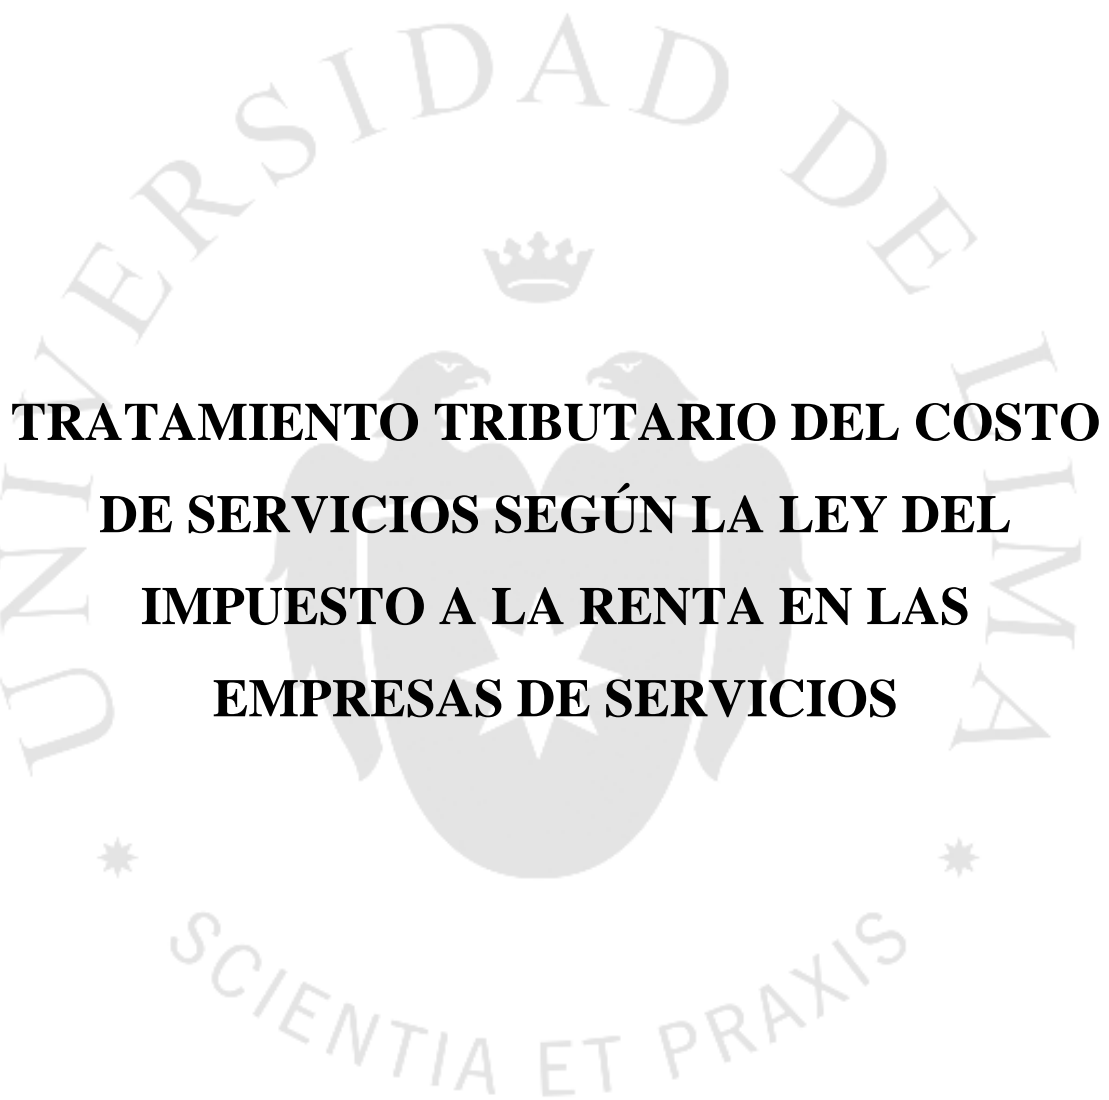 UNIVERSIDAD DE LIMA
TRATAMIENTO TRIBUTARIO DEL COSTO
DE SERVICIOS SEGÚN LA LEY DEL
IMPUESTO A LA RENTA EN LAS
EMPRESAS DE SERVICIOS
SCIENTIA ET PRAXIS